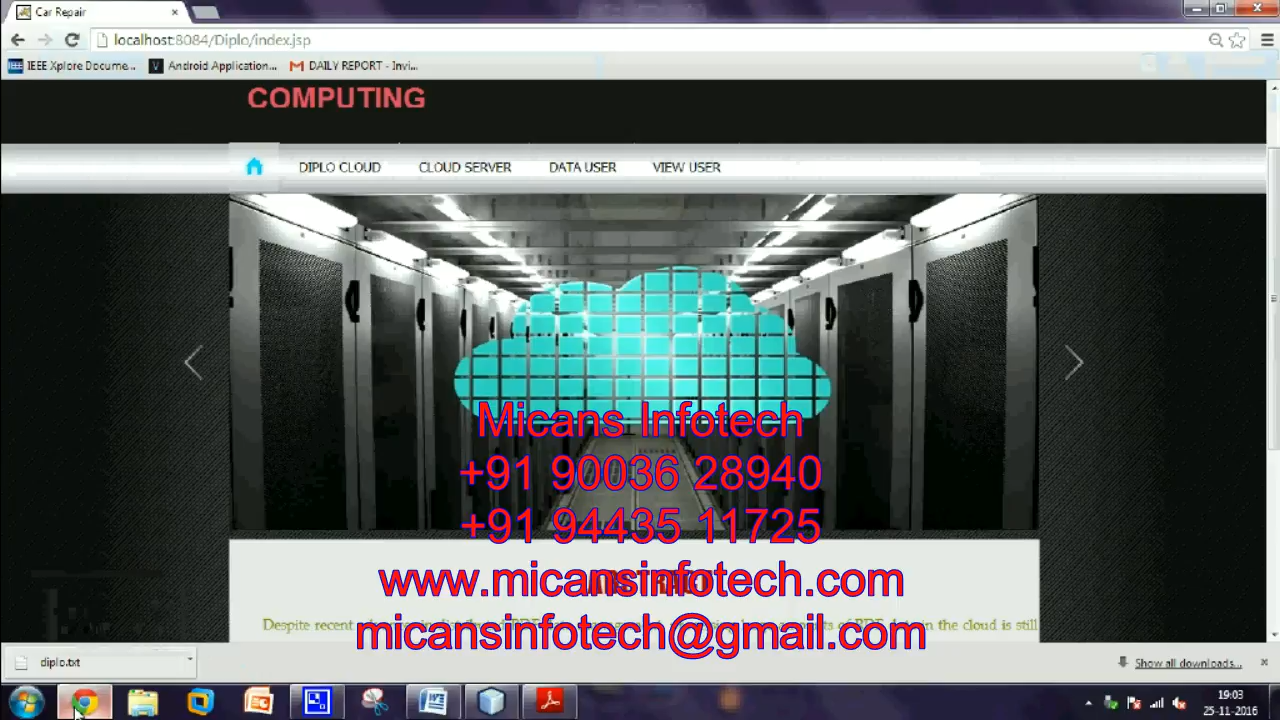 Car Repair
localhost:8084/Diplo/index.jsp
IEEE Xplore Docume... Android Application... DAILY REPORT - Invi...
COMPUTING
DIPLO CLOUD CLOUD SERVER DATA USER VIEW USER
Micans Infotech
+91 90036 28940
+91 94435 11725
www.micansinfotech.com
Despite recent RDF in the cloud is still
micansinfotech@gmail.com
diplo.txt Show all downloads...
19:03
25-11-2016